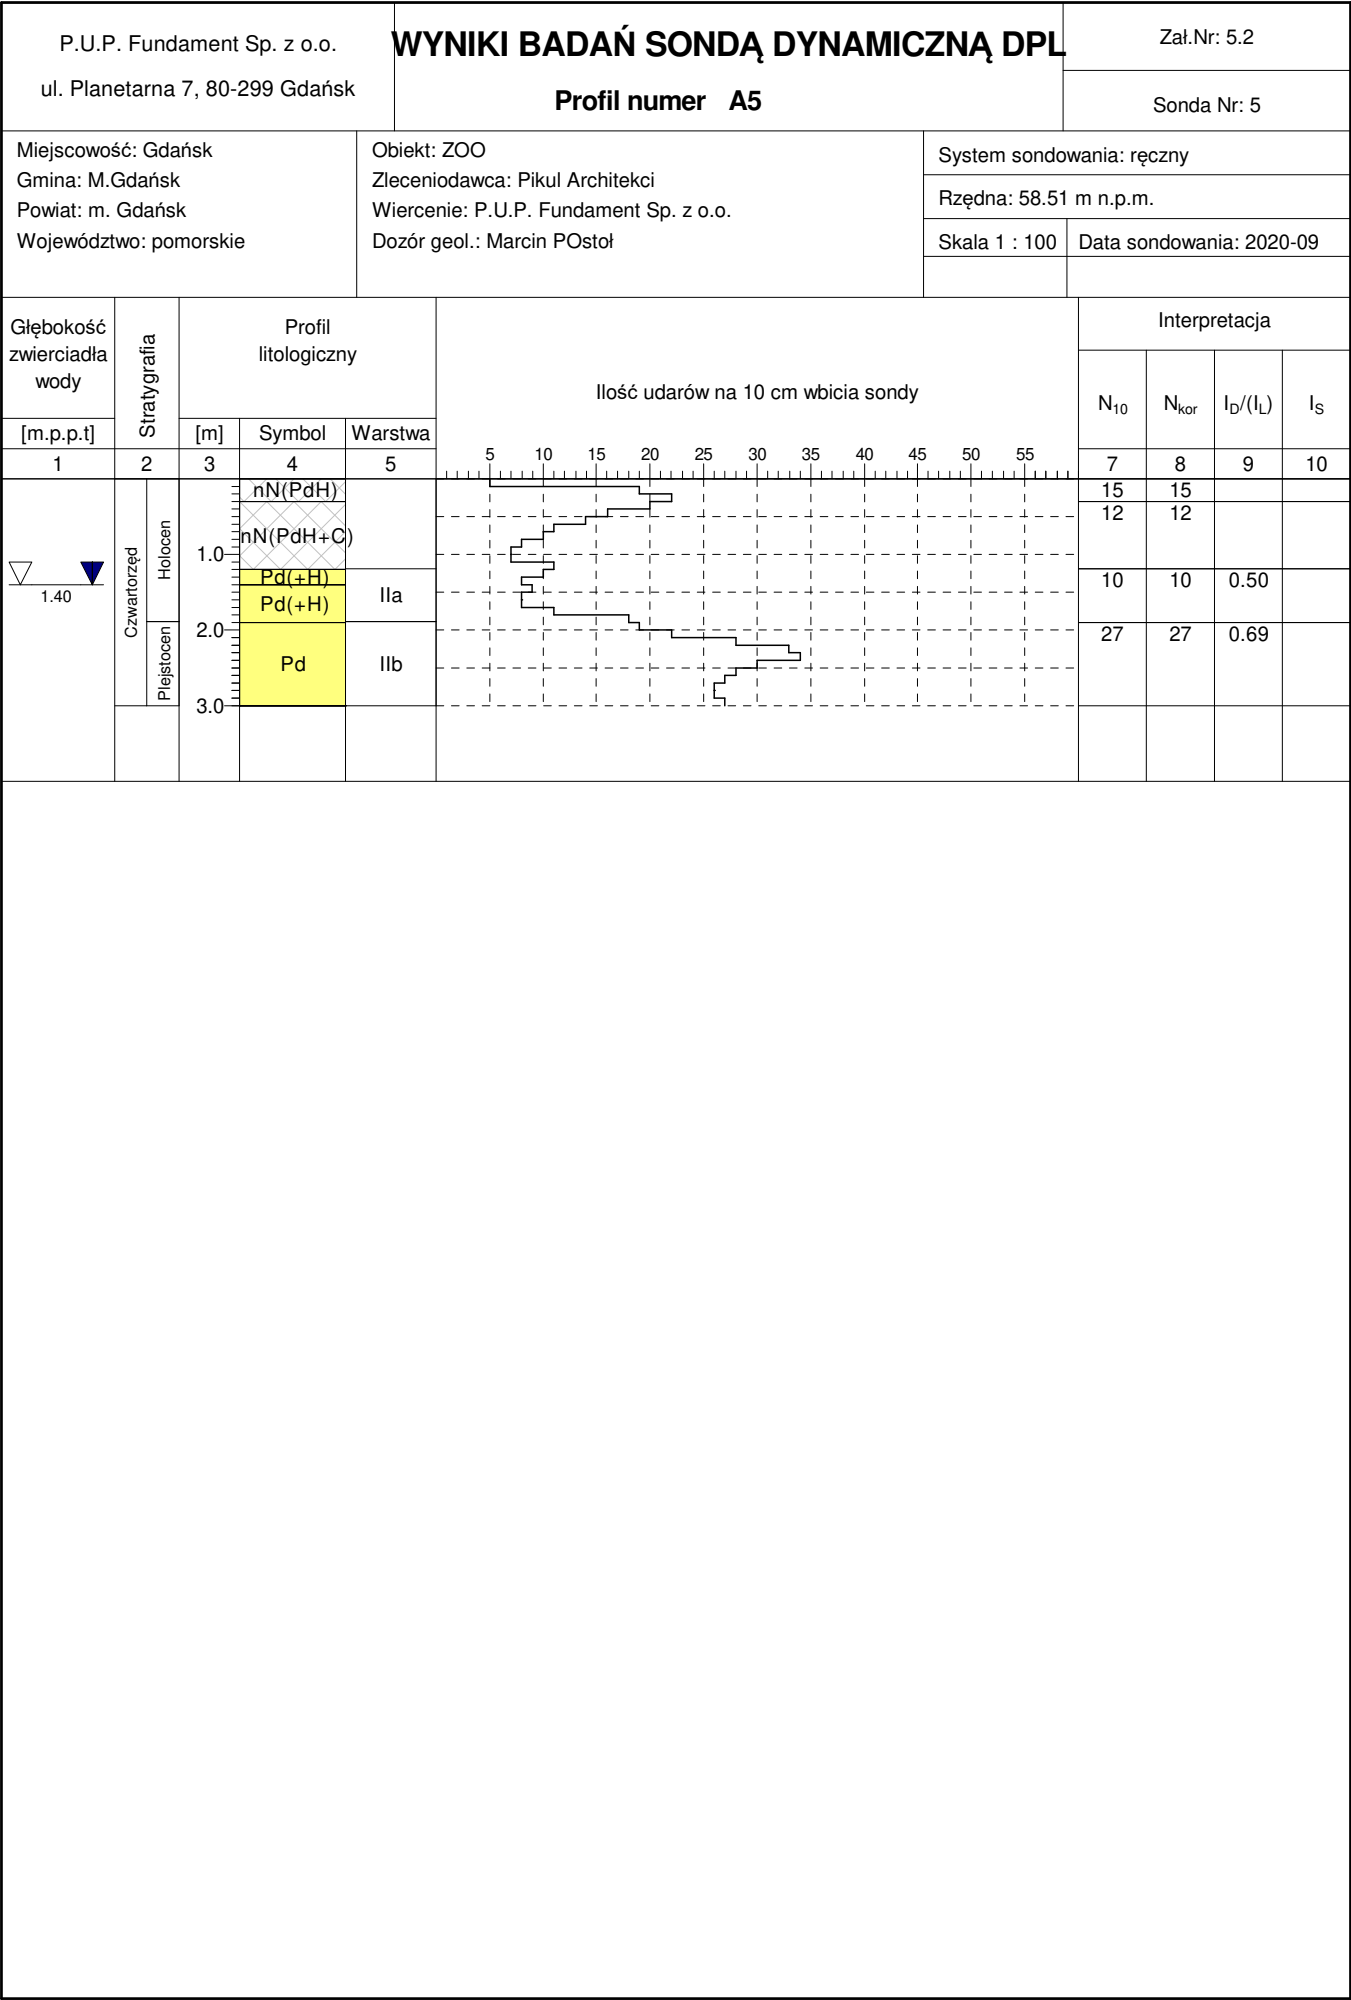 P.U.P. Fundament Sp. z o.o.
ul. Planetarna 7, 80-299 Gdańsk
WYNIKI BADAŃ SONDĄ DYNAMICZNĄ DPL
Profil numer A5
Zał.Nr: 5.2
Sonda Nr: 5
Miejscowość: Gdańsk
Gmina: M.Gdańsk
Powiat: m. Gdańsk
Województwo: pomorskie
Obiekt: ZOO
Zleceniodawca: Pikul Architekci
Wiercenie: P.U.P. Fundament Sp. z o.o.
Dozór geol.: Marcin POstoł
System sondowania: ręczny
Rzędna: 58.51 m n.p.m.
Skala 1 : 100
Data sondowania: 2020-09
Głębokość
zwierciadła
wody
[m.p.p.t]
Stratygrafia
Profil
litologiczny
[m] Symbol Warstwa
Ilość udarów na 10 cm wbicia sondy
5 10 15 20 25 30 35 40 45 50 55
Interpretacja
N10 Nkor ID/(IL) IS
1 2 3 4 5 7 8 9 10
nN(PdH) 15 15
nN(PdH+C) 12 12
1.0
Pd(+H) 10 10 0.50
1.40
Pd(+H) IIa
Czwartorzęd
Holocen
2.0 27 27 0.69
Plejstocen
Pd IIb
3.0